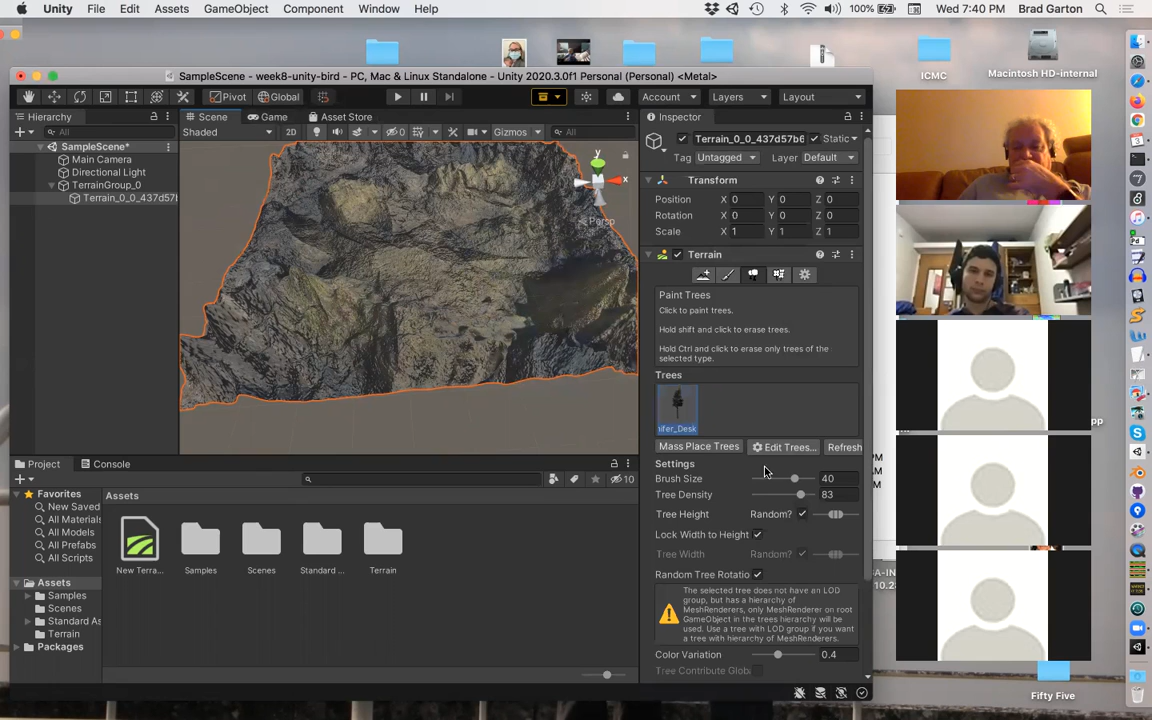 Unity File Edit Assets GameObject Component Window Help 100% Wed 7:40 PM Brad Garton
SampleScene - week8-unity-bird - PC, Mac & Linux Standalone - Unity 2020.3.0f1 Personal (Personal) <Metal>
Pivot Global Account Layers Layout
Hierarchy Scene Game Asset Store Inspector
All Shaded 2D 0 Gizmos All
SampleScene*
Main Camera
Directional Light
TerrainGroup_0
Terrain_0_0_437d57b
y
x
Persp
Terrain_0_0_437d57b6 Static
Tag Untagged Layer Default
Transform
Position X 0 Y 0 Z 0
Rotation X 0 Y 0 Z 0
Scale X 1 Y 1 Z 1
Terrain
Paint Trees
Click to paint trees.
Hold shift and click to erase trees.
Hold Ctrl and click to erase only trees of the
selected type.
Trees
nifer_Desk
Mass Place Trees Edit Trees... Refresh
Settings
Brush Size 40
Tree Density 83
Tree Height Random?
Lock Width to Height
Tree Width Random?
Random Tree Rotatio
The selected tree does not have an LOD
group, but has a hierarchy of
MeshRenderers, only MeshRenderer on root
GameObject in the trees hierarchy will be
used. Use a tree with LOD group if you want
a tree with hierarchy of MeshRenderers.
Color Variation 0.4
Tree Contribute Globa
Project Console
10
Favorites
New Saved
All Materials
All Models
All Prefabs
All Scripts
Assets
Samples
Scenes
Standard As
Terrain
Packages
Assets
New Terra...
Samples
Scenes
Standard ...
Terrain
ICMC
Macintosh HD-internal
Fifty Five